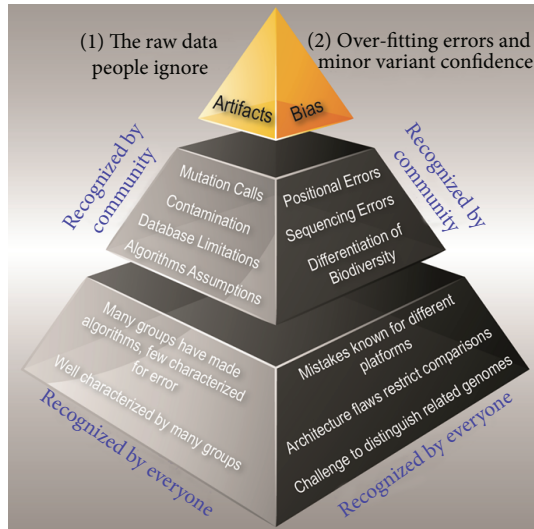 (1) The raw data
people ignore
(2) Over-fitting errors and
minor variant confidence
Artifacts
Bias
Recognized by
community
Mutation Calls
Contamination
Database Limitations
Algorithms Assumptions
Positional Errors
Sequencing Errors
Differentiation of
Biodiversity
Recognized by
community
Many groups have made
algorithms, few characterized
for error
Well characterized by many groups
Mistakes known for different
platforms
Architecture flaws restrict comparisons
Challenge to distinguish related genomes
Recognized by everyone
Recognized by everyone